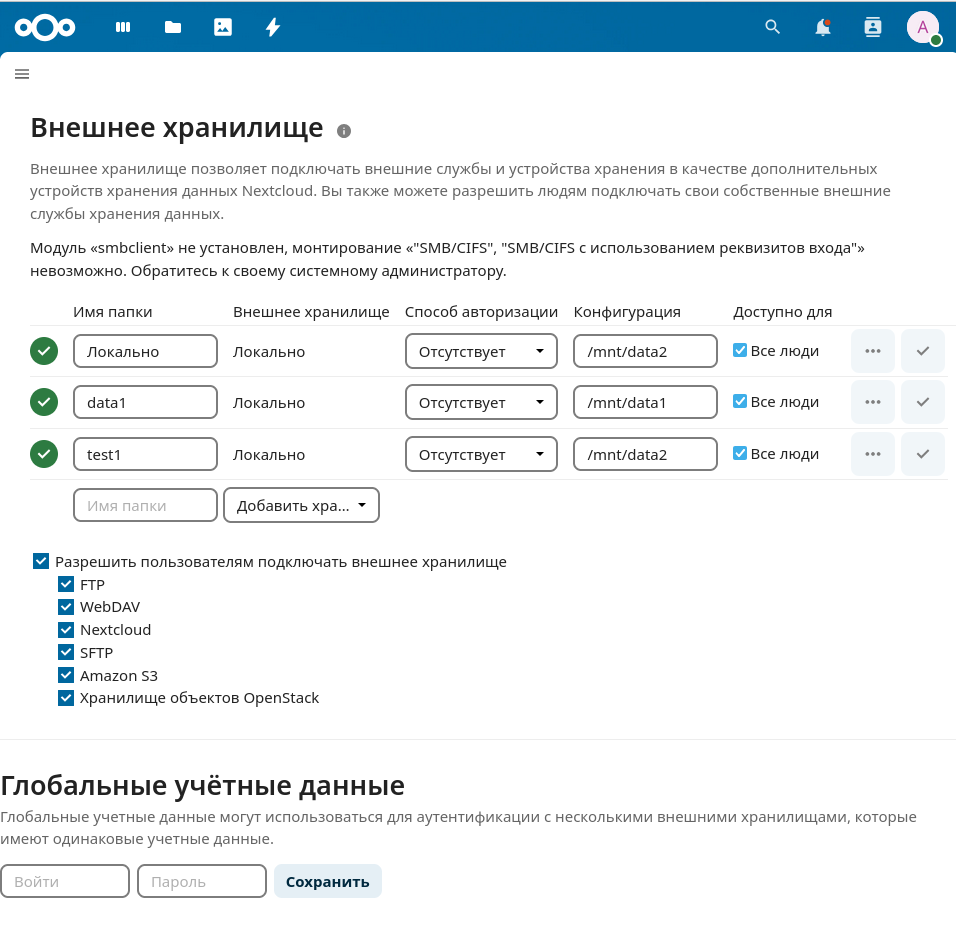 A
Внешнее хранилище
Внешнее хранилище позволяет подключать внешние службы и устройства хранения в качестве дополнительных
устройств хранения данных Nextcloud. Вы также можете разрешить людям подключать свои собственные внешние
службы хранения данных.
Модуль «smbclient» не установлен, монтирование «"SMB/CIFS", "SMB/CIFS с использованием реквизитов входа"»
невозможно. Обратитесь к своему системному администратору.
Имя папки Внешнее хранилище Способ авторизации Конфигурация Доступно для
Локально Локально Отсутствует /mnt/data2 Все люди
data1 Локально Отсутствует /mnt/data1 Все люди
test1 Локально Отсутствует /mnt/data2 Все люди
Имя папки Добавить хра...
Разрешить пользователям подключать внешнее хранилище
FTP
WebDAV
Nextcloud
SFTP
Amazon S3
Хранилище объектов OpenStack
Глобальные учётные данные
Глобальные учетные данные могут использоваться для аутентификации с несколькими внешними хранилищами, которые
имеют одинаковые учетные данные.
Войти Пароль Сохранить